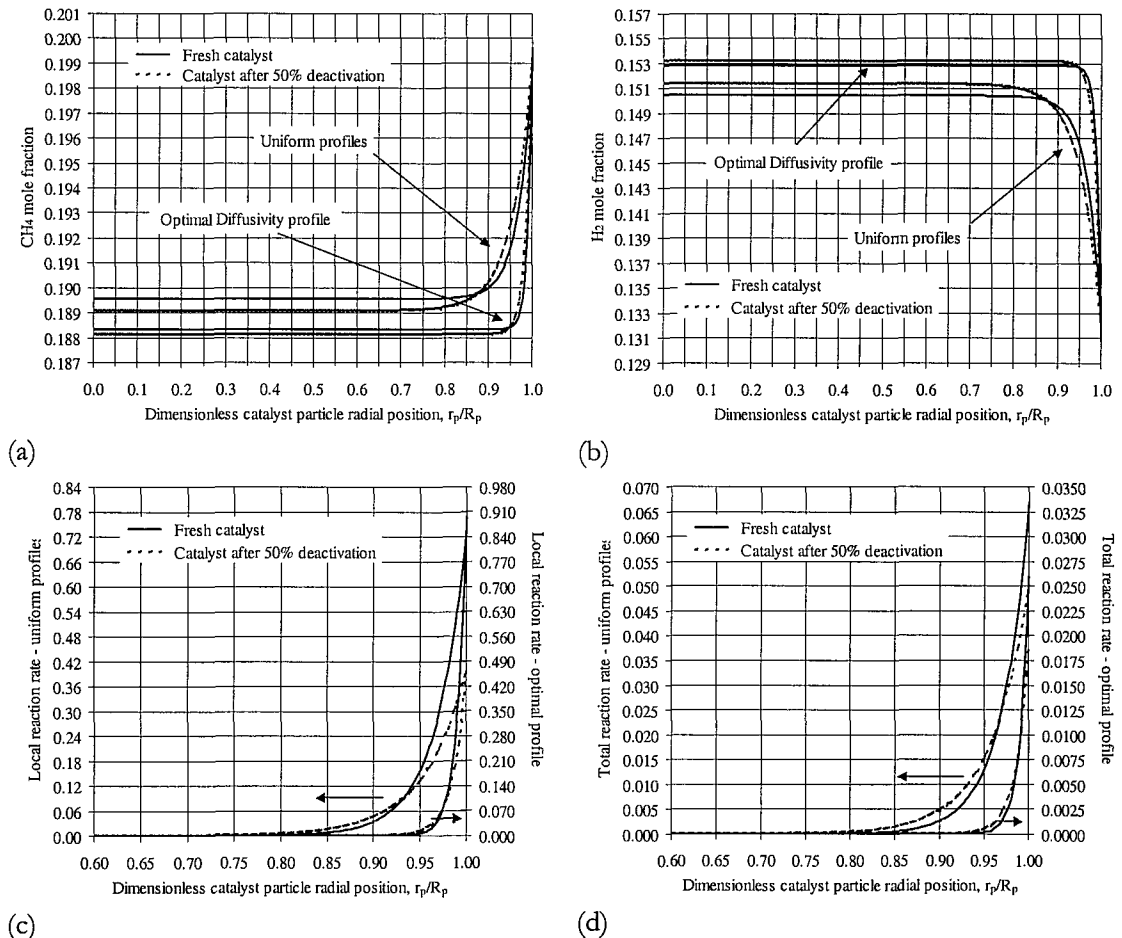 0.201
0.200
0.199
0.197
0.196
0.195
0.194
0.193
0.192
0.191
0.190
0.189
0.188
0.187
CH4 mole fraction
Fresh catalyst
Catalyst after 50% deactivation
Uniform profiles
Optimal Diffusivity profile
0.0 0.1 0.2 0.3 0.4 0.5 0.6 0.7 0.8 0.9 1.0
Dimensionless catalyst particle radial position, rp/Rp
(a)
0.157
0.155
0.153
0.151
0.149
0.147
0.145
0.143
0.141
0.139
0.137
0.135
0.133
0.131
0.129
H2 mole fraction
Optimal Diffusivity profile
Uniform profiles
Fresh catalyst
Catalyst after 50% deactivation
0.0 0.1 0.2 0.3 0.4 0.5 0.6 0.7 0.8 0.9 1.0
Dimensionless catalyst particle radial position, rp/Rp
(b)
0.84
0.78
0.72
0.66
0.60
0.54
0.48
0.42
0.36
0.30
0.24
0.18
0.12
0.06
0.00
Local reaction rate - uniform profiles
Fresh catalyst
Catalyst after 50% deactivation
0.980
0.910
0.840
0.770
0.700
0.630
0.560
0.490
0.420
0.350
0.280
0.210
0.140
0.070
0.000
Local reaction rate - optimal profile
0.60 0.65 0.70 0.75 0.80 0.85 0.90 0.95 1.00
Dimensionless catalyst particle radial position, rp/Rp
(c)
0.070
0.065
0.060
0.055
0.050
0.045
0.040
0.035
0.030
0.025
0.020
0.015
0.010
0.005
0.000
Total reaction rate - uniform profiles
Fresh catalyst
Catalyst after 50% deactivation
0.0350
0.0325
0.0300
0.0275
0.0250
0.0225
0.0200
0.0175
0.0150
0.0125
0.0100
0.0075
0.0050
0.0025
0.0000
Total reaction rate - optimal profile
0.60 0.65 0.70 0.75 0.80 0.85 0.90 0.95 1.00
Dimensionless catalyst particle radial position, rp/Rp
(d)